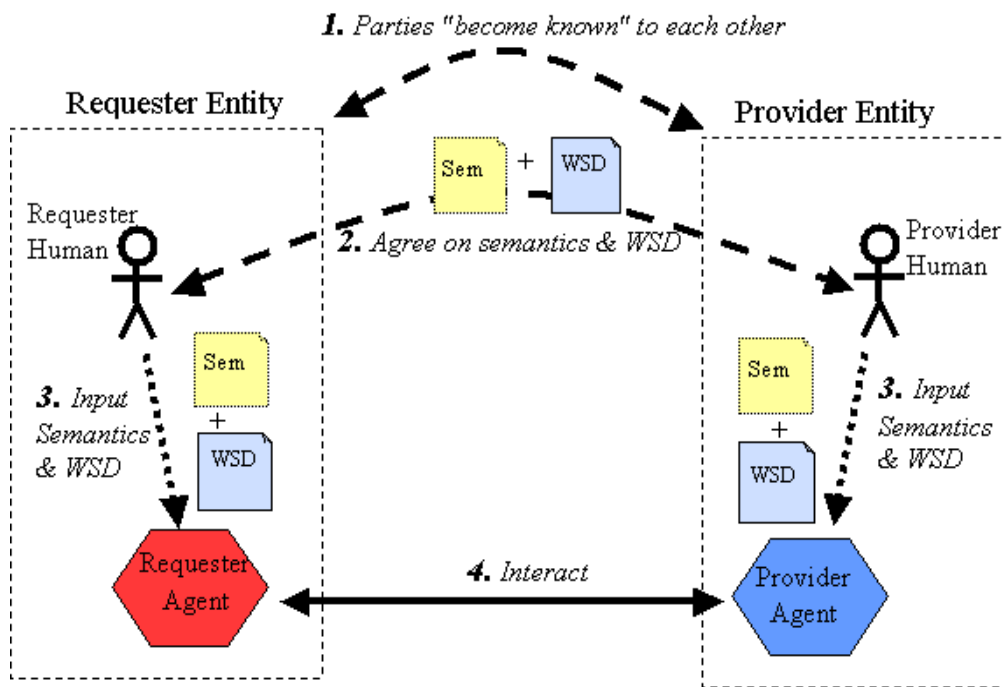 1. Parties "become known" to each other
Requester Entity
Provider Entity
Sem
+
WSD
Requester
Human
2. Agree on semantics & WSD
Provider
Human
Sem
+
WSD
3. Input
Semantics
& WSD
Sem
+
WSD
3. Input
Semantics
& WSD
Requester
Agent
4. Interact
Provider
Agent